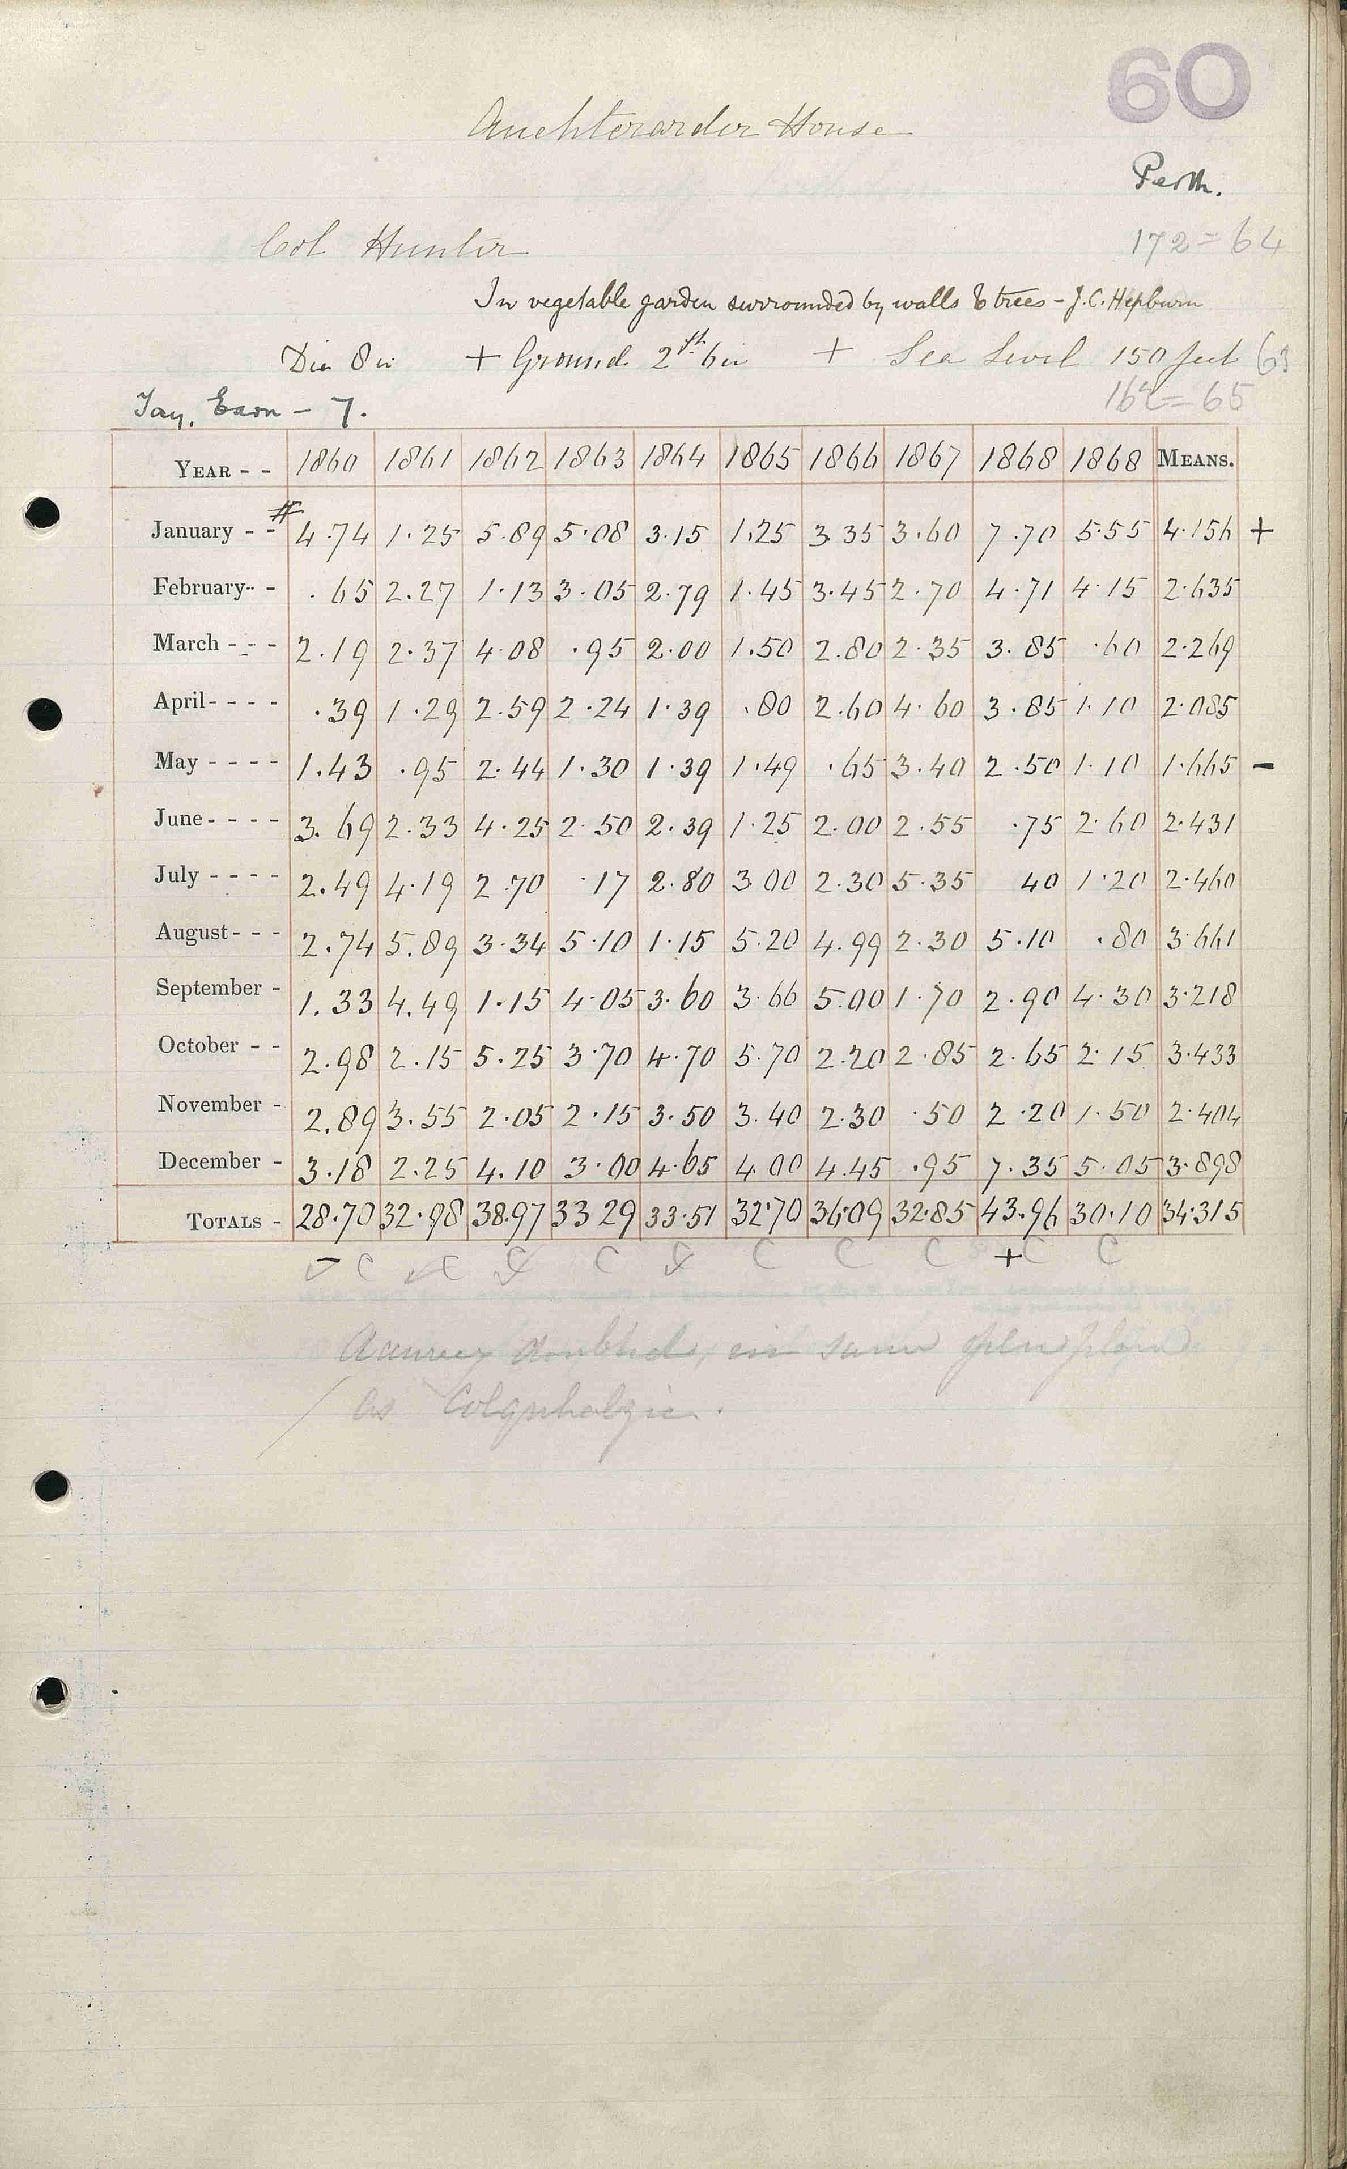 60
Auchterarder House
Perth.
Col Hunter
172 = 64
In vegetable garden surrounded by walls & trees - J.C. Hepburn
Dia 8 in + Ground 2 ft 6 in + Sea Level 150 feet 63
162 = 65
Tay, Earn - 7.
YEAR - - 1860 1861 1862 1863 1864 1865 1866 1867 1868 1868 MEANS.
January - - # 4.74 1.25 5.89 5.08 3.15 1.25 3.35 3.60 7.70 5.55 4.156 +
February - - .65 2.27 1.13 3.05 2.79 1.45 3.45 2.70 4.71 4.15 2.635
March - - - 2.19 2.37 4.08 .95 2.00 1.50 2.80 2.35 3.85 .60 2.269
April - - - - .39 1.29 2.59 2.24 1.39 .80 2.60 4.60 3.85 1.10 2.085
May - - - - 1.43 .95 2.44 1.30 1.39 1.49 .65 3.40 2.50 1.10 1.665 -
June - - - - 3.69 2.33 4.25 2.50 2.39 1.25 2.00 2.55 .75 2.60 2.431
July - - - - 2.49 4.19 2.70 .17 2.80 3.00 2.30 5.35 40 1.20 2.460
August - - - 2.74 5.89 3.34 5.10 1.15 5.20 4.99 2.30 5.10 .80 3.661
September - 1.33 4.49 1.15 4.05 3.60 3.66 5.00 1.70 2.90 4.30 3.218
October - - 2.98 2.15 5.25 3.70 4.70 5.70 2.20 2.85 2.65 2.15 3.433
November - 2.89 3.55 2.05 2.15 3.50 3.40 2.30 .50 2.20 1.50 2.404
December - 3.18 2.25 4.10 3.00 4.65 4.00 4.45 .95 7.35 5.05 3.898
TOTALS - 28.70 32.98 38.97 33 29 33.51 32.70 36.09 32.85 43.96 30.10 34.315
- C C C C C C + C C
doubtful, in same
as Colquhalzie.